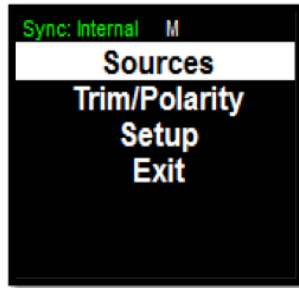 Sync: Internal M
Sources
Trim/Polarity
Setup
Exit